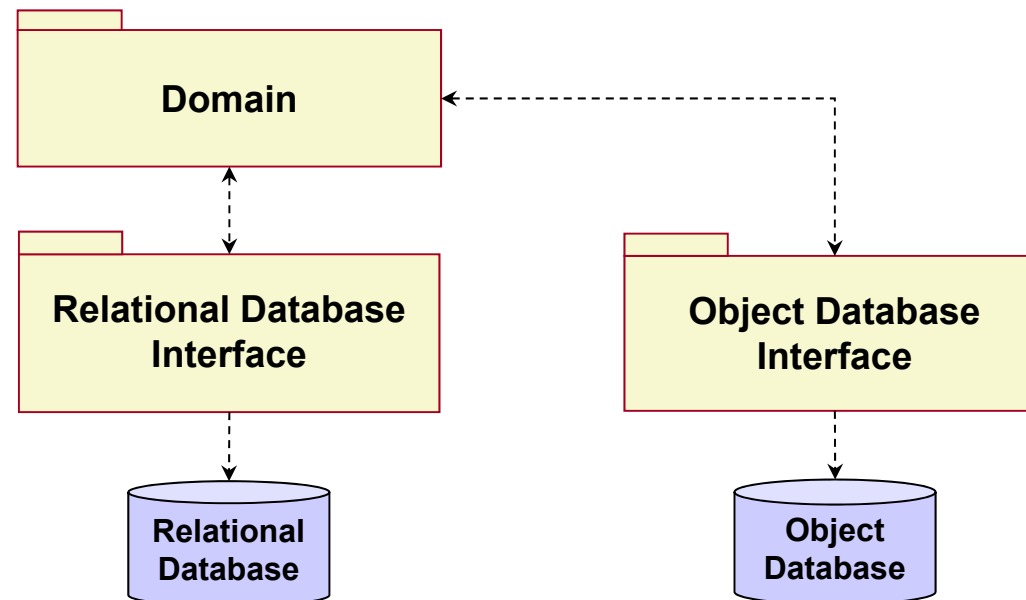 Domain
Relational Database
Interface
Object Database
Interface
Relational
Database
Object
Database